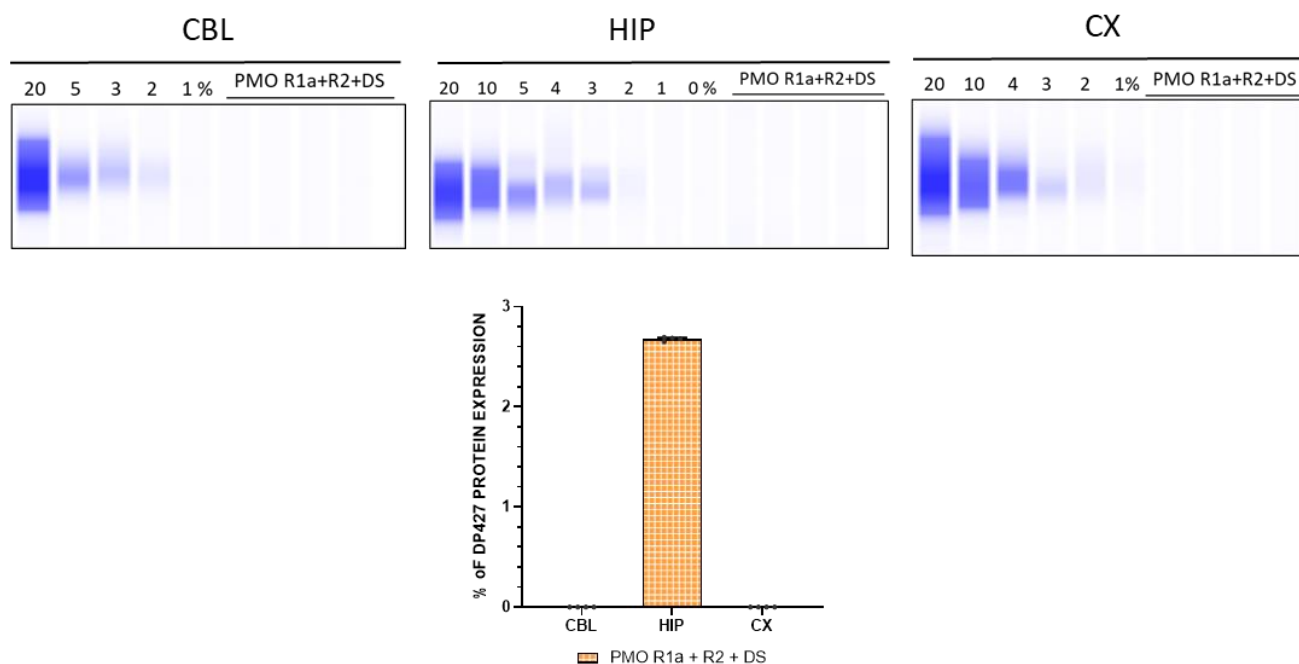 CBL
HIP
CX
20 5 3 2 1 % PMO R1a+R2+DS
20 10 5 4 3 2 1 0 % PMO R1a+R2+DS
20 10 4 3 2 1% PMO R1a+R2+DS
% oF DP427 PROTEIN EXPRESSION
3
2
1
0
CBL HIP CX
PMO R1a + R2 + DS